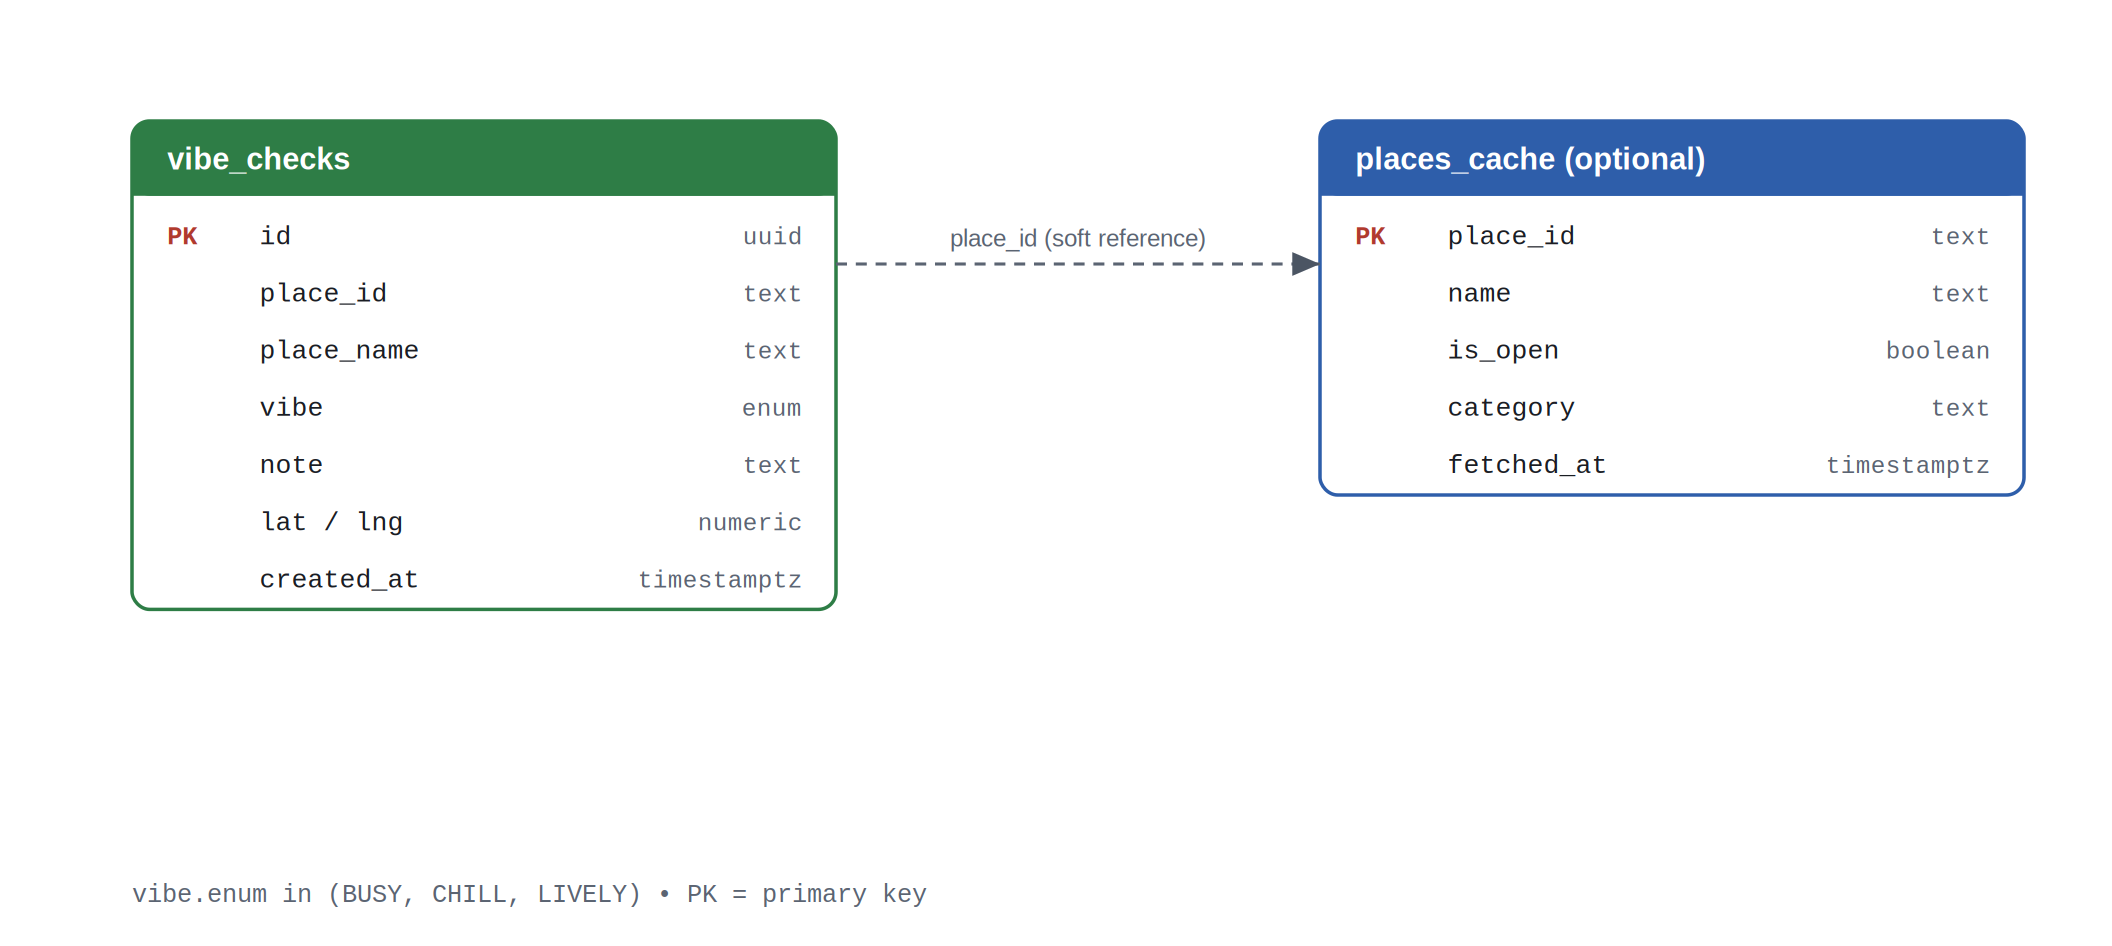 vibe_checks
PK id uuid
place_id text
place_name text
vibe enum
note text
lat / lng numeric
created_at timestamptz
place_id (soft reference)
places_cache (optional)
PK place_id text
name text
is_open boolean
category text
fetched_at timestamptz
vibe.enum in (BUSY, CHILL, LIVELY) • PK = primary key